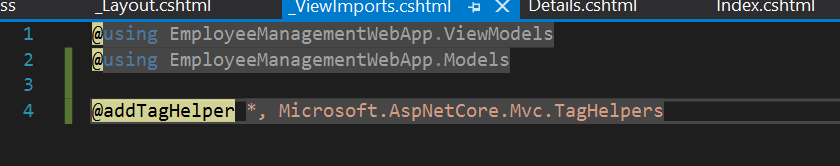 ss _Layout.cshtml _ViewImports.cshtml Details.cshtml Index.cshtml
1 @using EmployeeManagementWebApp.ViewModels
2 @using EmployeeManagementWebApp.Models
3
4 @addTagHelper *, Microsoft.AspNetCore.Mvc.TagHelpers